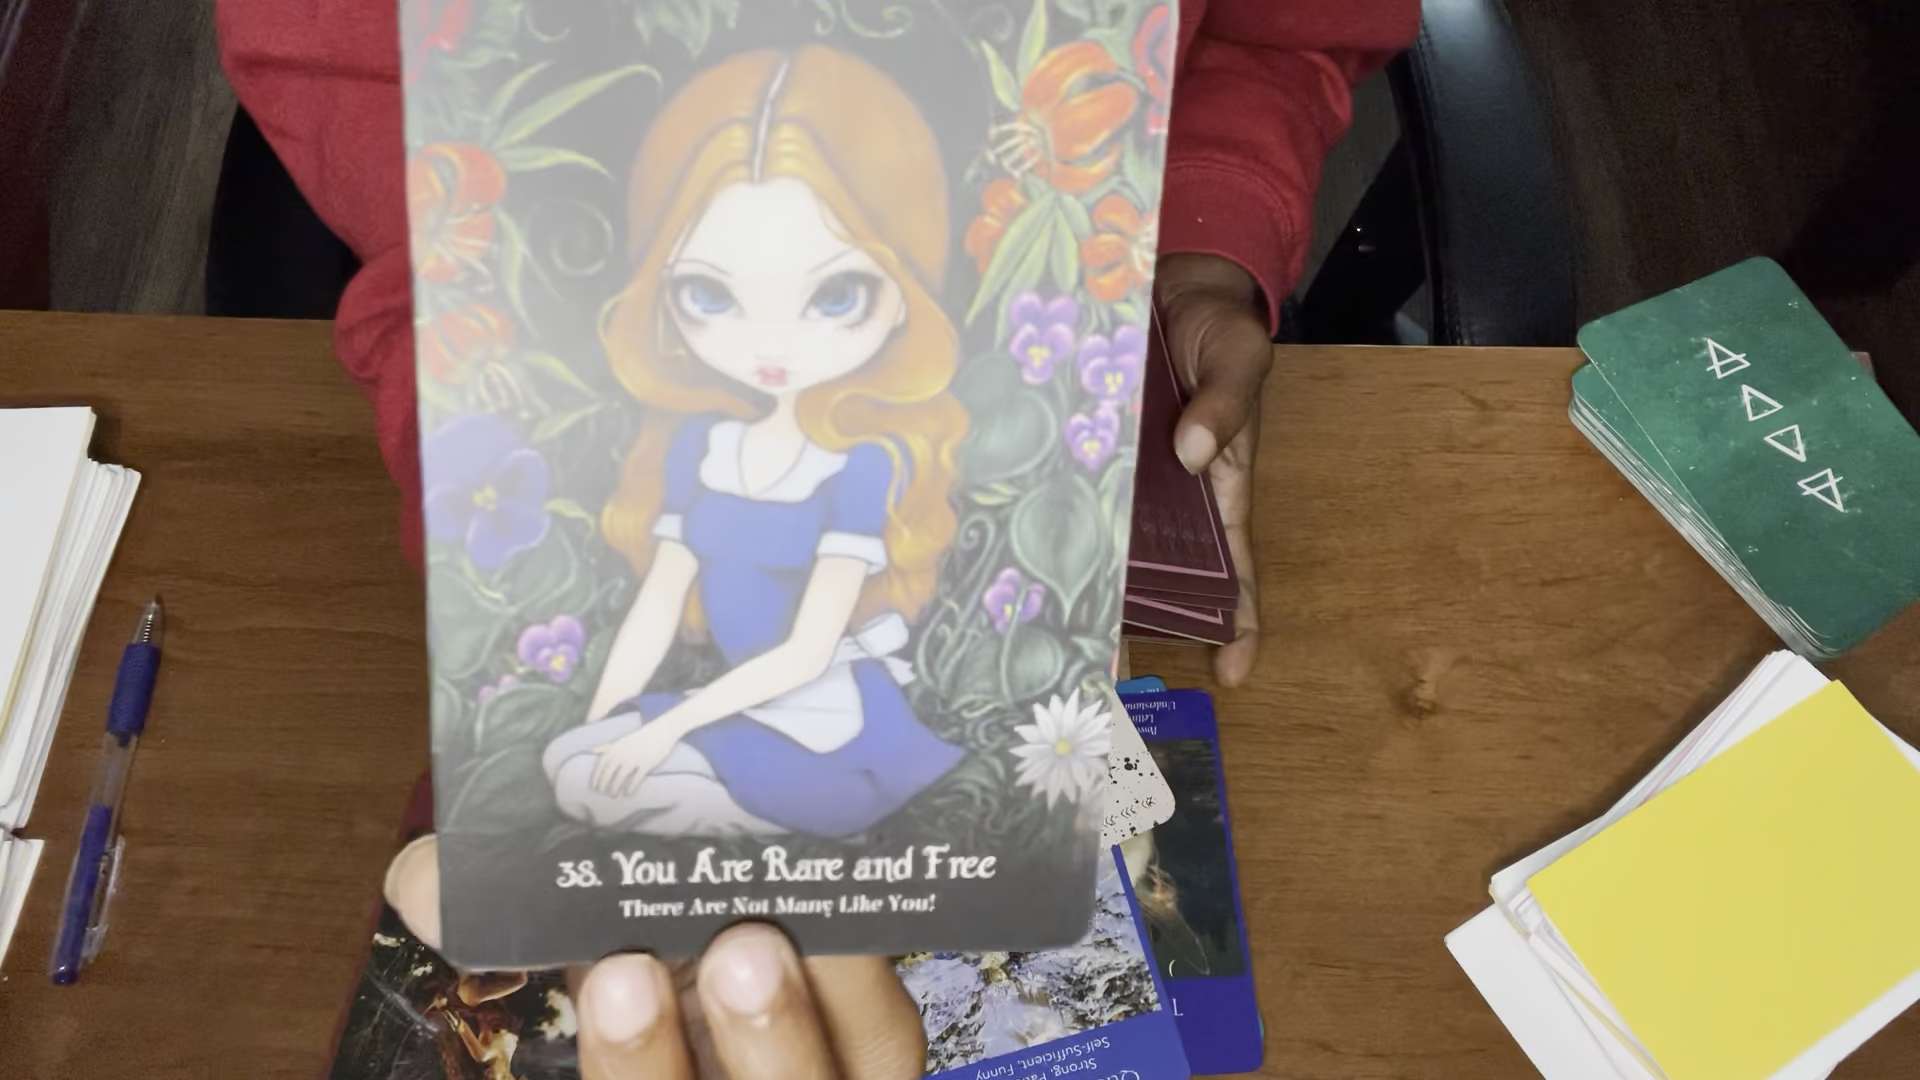 38. You Are Rare and Free
There Are Not Many Like You!
Self-Sufficient, Funny